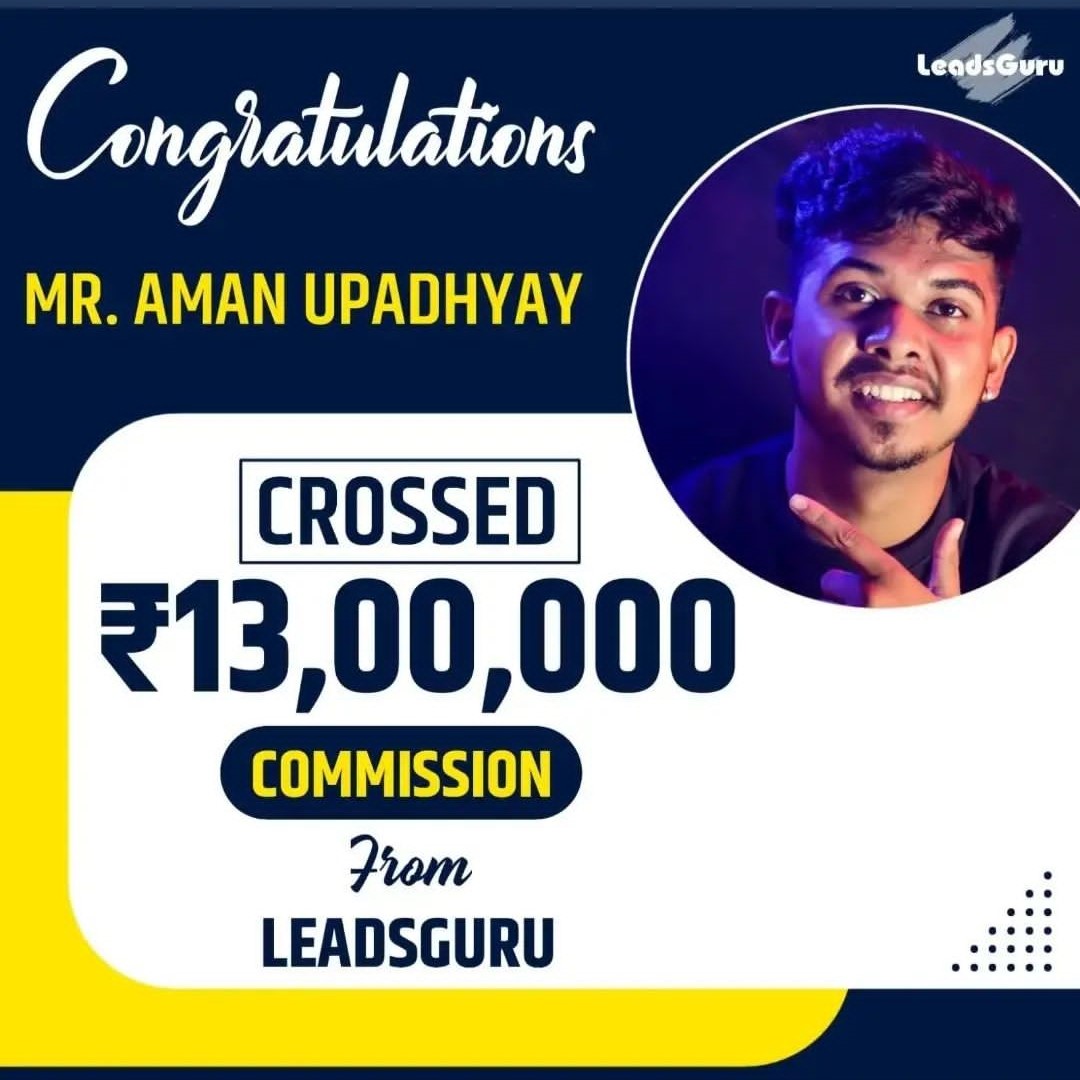 LeadsGuru
Congratulations
MR. AMAN UPADHYAY
CROSSED
₹13,00,000
COMMISSION
From
LEADSGURU